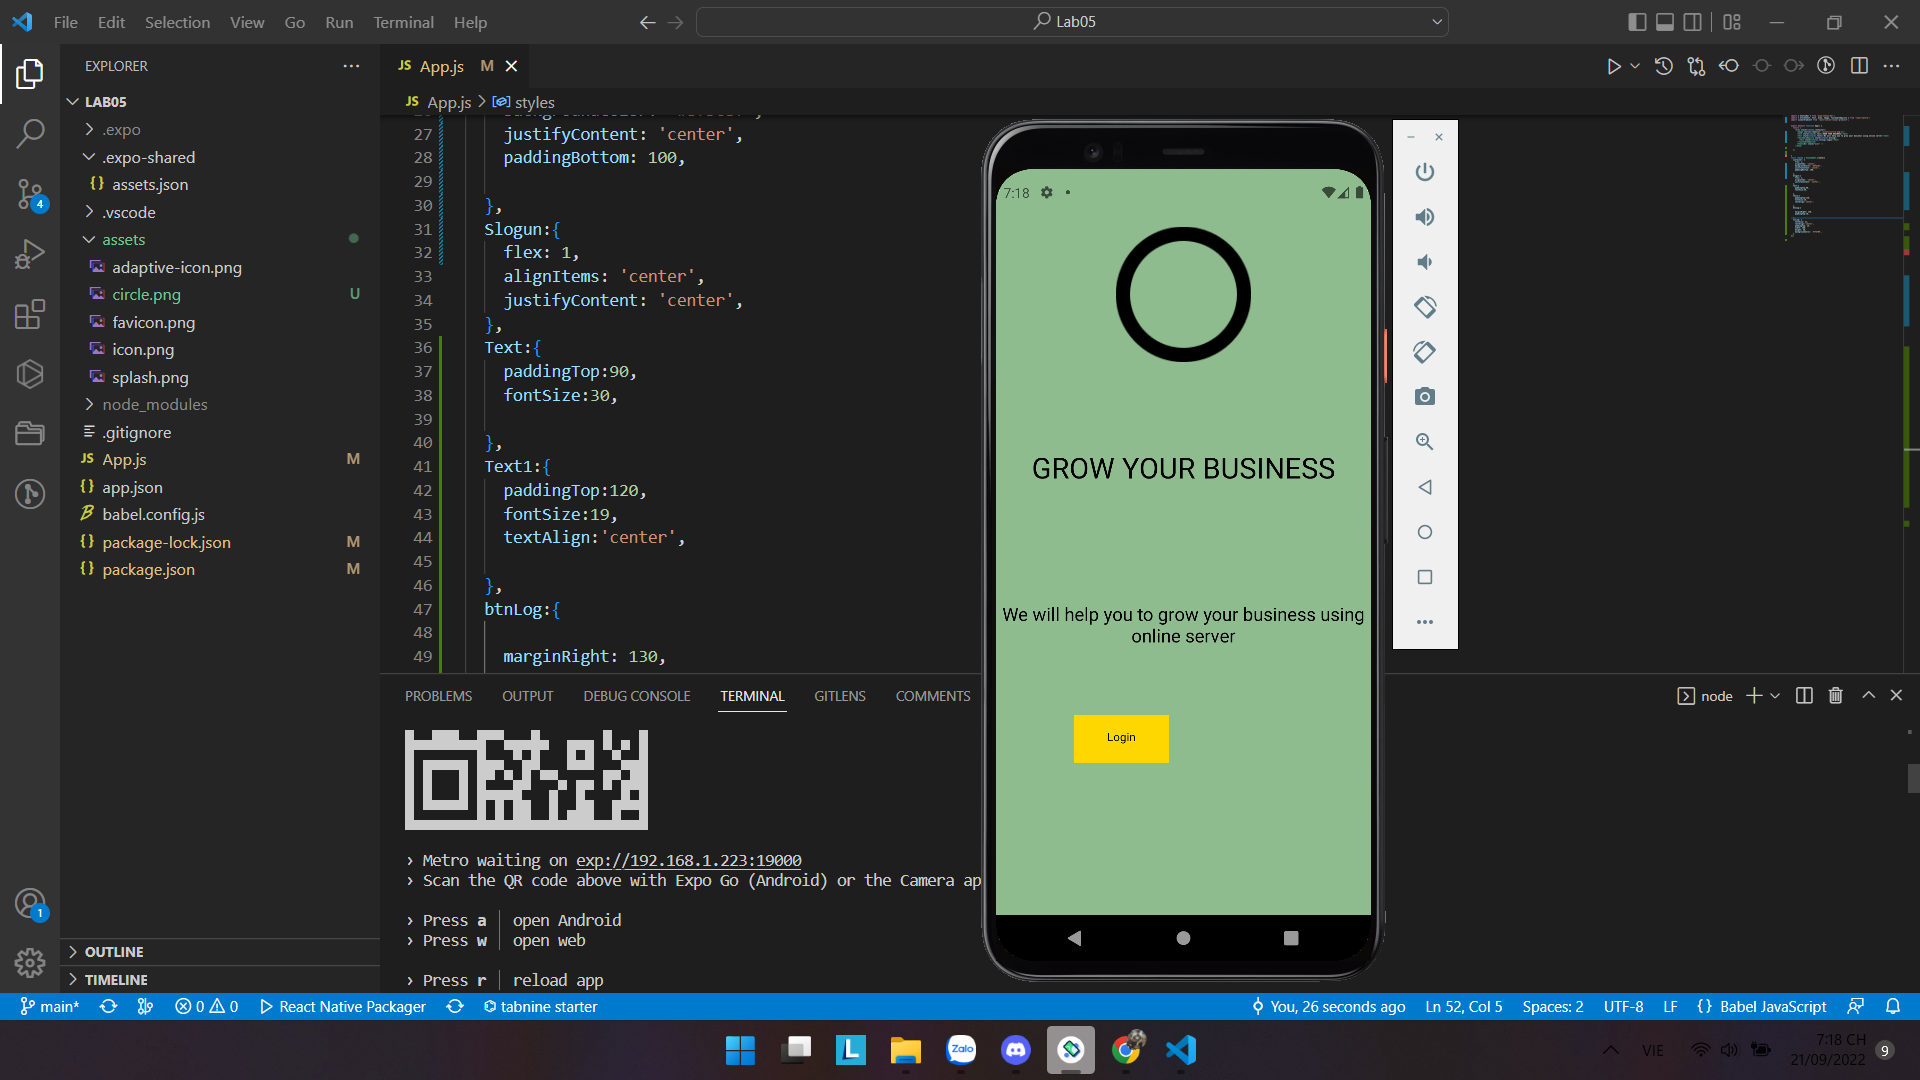 File Edit Selection View Go Run Terminal Help
Lab05
EXPLORER
LAB05
.expo
.expo-shared
{} assets.json
.vscode
assets
adaptive-icon.png
circle.png U
favicon.png
icon.png
splash.png
node_modules
.gitignore
JS App.js M
{} app.json
babel.config.js
{} package-lock.json M
{} package.json M
OUTLINE
TIMELINE
JS App.js M
JS App.js > styles
27 justifyContent: 'center',
28 paddingBottom: 100,
29
30 },
31 Slogun:{
32 flex: 1,
33 alignItems: 'center',
34 justifyContent: 'center',
35 },
36 Text:{
37 paddingTop:90,
38 fontSize:30,
39
40 },
41 Text1:{
42 paddingTop:120,
43 fontSize:19,
44 textAlign:'center',
45
46 },
47 btnLog:{
48
49 marginRight: 130,
7:18
GROW YOUR BUSINESS
We will help you to grow your business using
online server
Login
PROBLEMS OUTPUT DEBUG CONSOLE TERMINAL GITLENS COMMENTS
node
› Metro waiting on exp://192.168.1.223:19000
› Scan the QR code above with Expo Go (Android) or the Camera ap
› Press a │ open Android
› Press w │ open web
› Press r │ reload app
4
1
main* 0 0 React Native Packager tabnine starter
You, 26 seconds ago Ln 52, Col 5 Spaces: 2 UTF-8 LF {} Babel JavaScript
L
Zalo
VIE
7:18 CH
21/09/2022
9